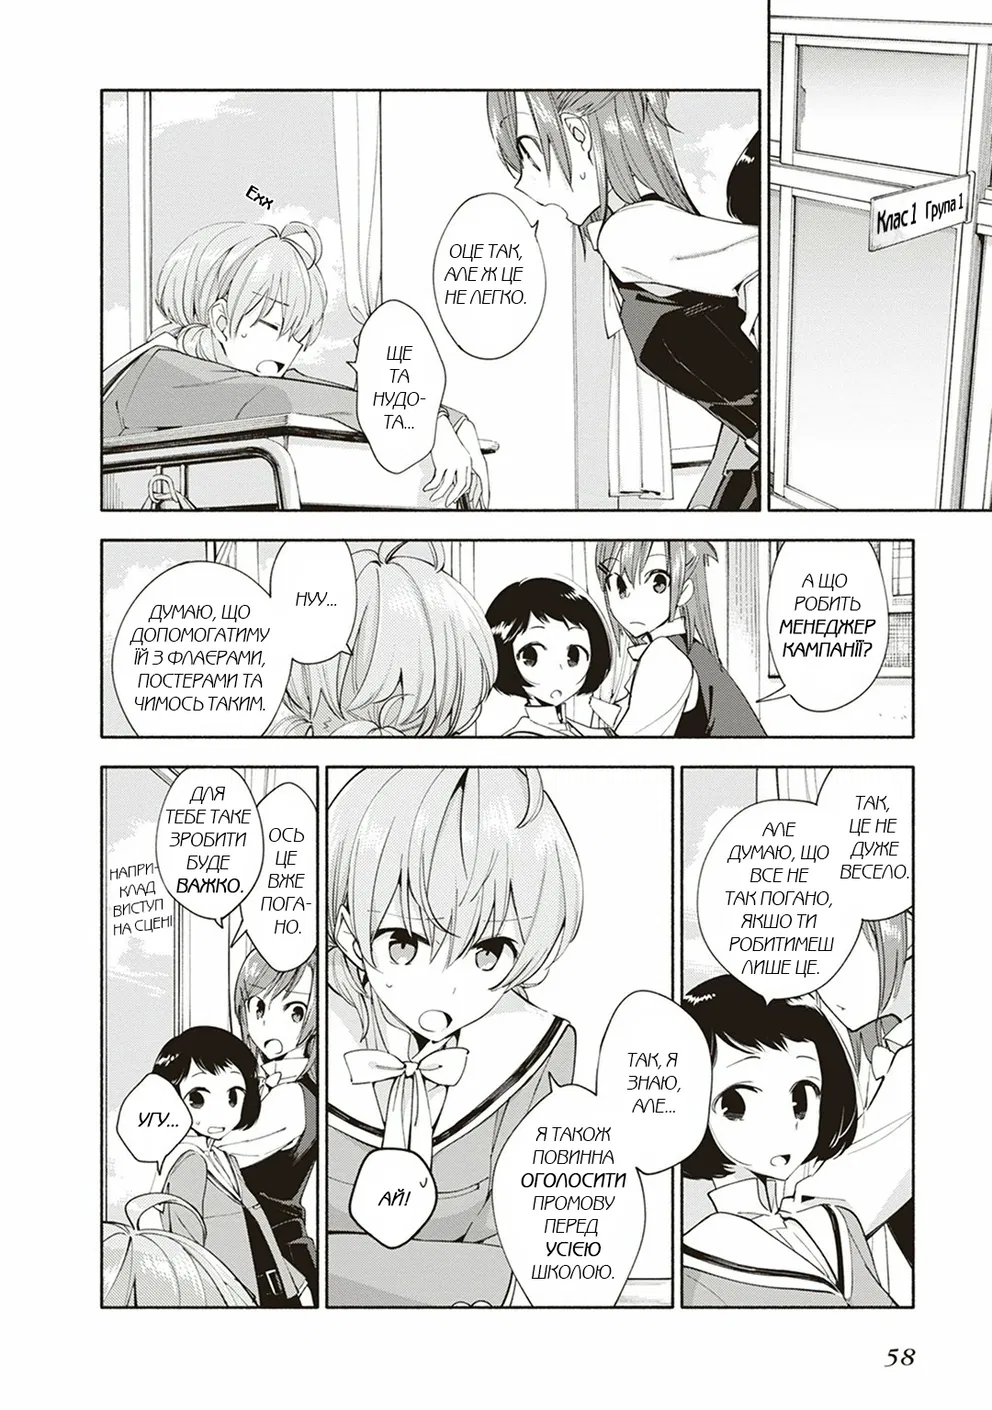 Клас 1 Група 1
ОЦЕ ТАК,
АЛЕ Ж ЦЕ
НЕ ЛЕГКО.
ЩЕ
ТА
НУДО-
ТА...
Ехх
А ЩО
РОБИТЬ
МЕНЕДЖЕР
КАМПАНІЇ?
НУУ...
ДУМАЮ, ЩО
ДОПОМОГАТИМУ
ЇЙ З ФЛАЄРАМИ,
ПОСТЕРАМИ ТА
ЧИМОСЬ ТАКИМ.
ТАК,
ЦЕ НЕ
ДУЖЕ
ВЕСЕЛО.
АЛЕ
ДУМАЮ, ЩО
ВСЕ НЕ
ТАК ПОГАНО,
ЯКШО ТИ
РОБИТИМЕШ
ЛИШЕ ЦЕ.
ТАК, Я
ЗНАЮ,
АЛЕ...
Я ТАКОЖ
ПОВИННА
ОГОЛОСИТИ
ПРОМОВУ
ПЕРЕД
УСІЄЮ
ШКОЛОЮ.
АЙ!
ОСЬ
ЦЕ
ВЖЕ
ПОГА-
НО.
ДЛЯ
ТЕБЕ ТАКЕ
ЗРОБИТИ
БУДЕ
ВАЖКО.
НАПРИ-
КЛАД
ВИСТУП
НА СЦЕНІ
УГУ...
58